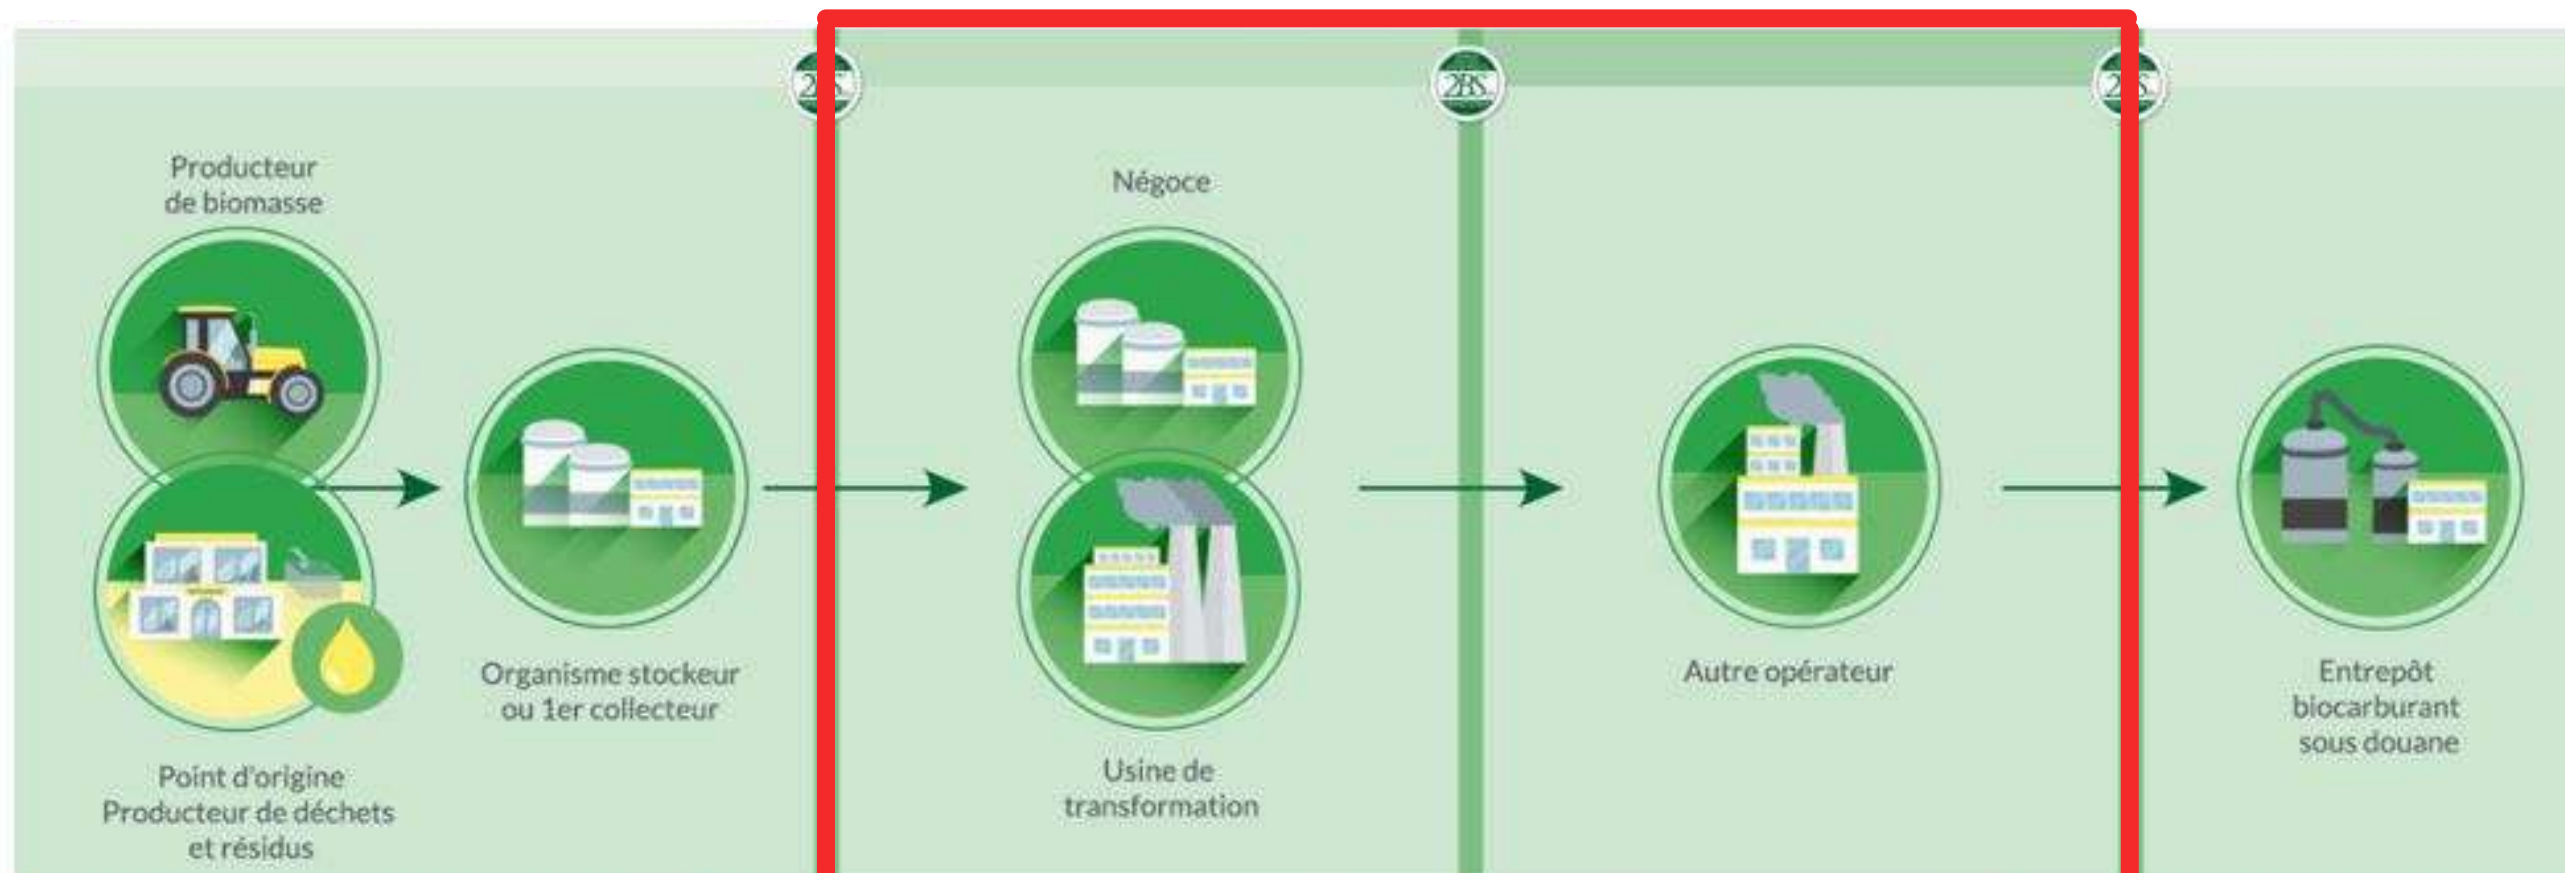 2BS
Producteur
de biomasse
Négoce
Organisme stockeur
ou 1er collecteur
Autre opérateur
Entrepôt
biocarburant
sous douane
Point d'origine
Producteur de déchets
et résidus
Usine de
transformation